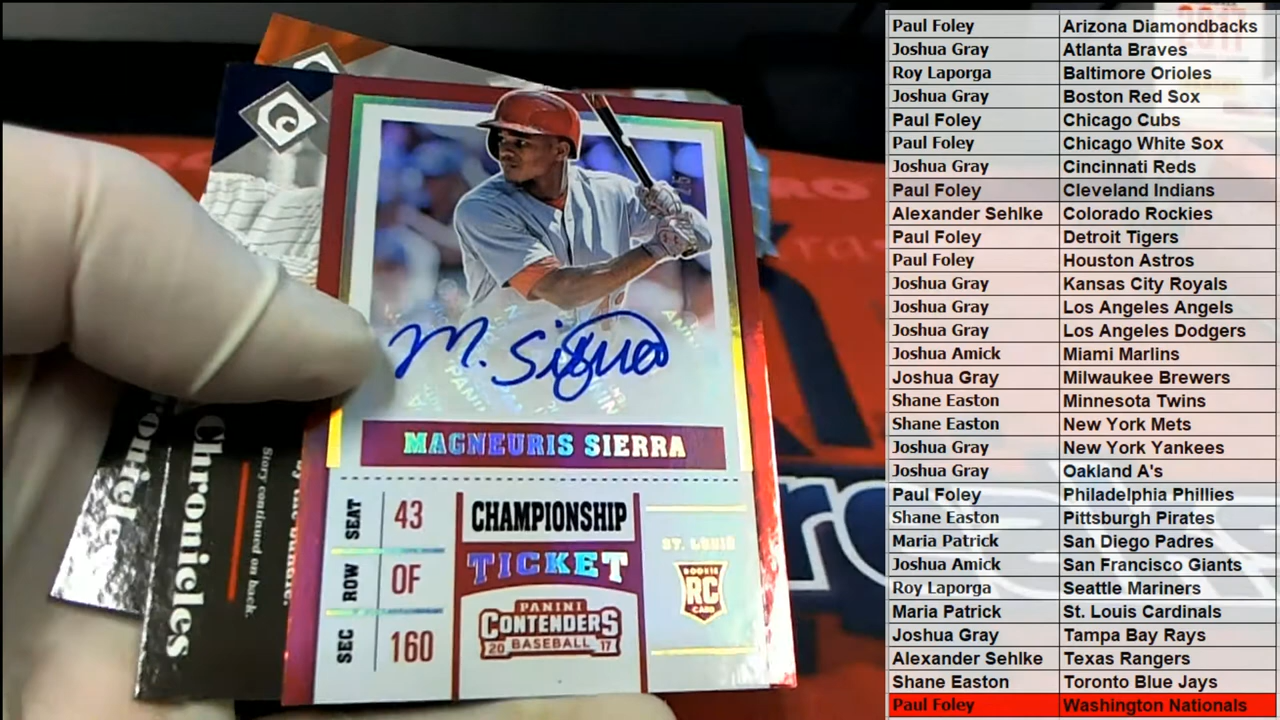 M. Sierra
MAGNEURIS SIERRA
SEAT 43
ROW OF
SEC 160
CHAMPIONSHIP
TICKET
PANINI
CONTENDERS
20 BASEBALL 17
ST. LOUIS
ROOKIE
RC
CARD
Chronicles
Story continued on back.
Paul Foley Arizona Diamondbacks
Joshua Gray Atlanta Braves
Roy Laporga Baltimore Orioles
Joshua Gray Boston Red Sox
Paul Foley Chicago Cubs
Paul Foley Chicago White Sox
Joshua Gray Cincinnati Reds
Paul Foley Cleveland Indians
Alexander Sehlke Colorado Rockies
Paul Foley Detroit Tigers
Paul Foley Houston Astros
Joshua Gray Kansas City Royals
Joshua Gray Los Angeles Angels
Joshua Gray Los Angeles Dodgers
Joshua Amick Miami Marlins
Joshua Gray Milwaukee Brewers
Shane Easton Minnesota Twins
Shane Easton New York Mets
Joshua Gray New York Yankees
Joshua Gray Oakland A's
Paul Foley Philadelphia Phillies
Shane Easton Pittsburgh Pirates
Maria Patrick San Diego Padres
Joshua Amick San Francisco Giants
Roy Laporga Seattle Mariners
Maria Patrick St. Louis Cardinals
Joshua Gray Tampa Bay Rays
Alexander Sehlke Texas Rangers
Shane Easton Toronto Blue Jays
Paul Foley Washington Nationals